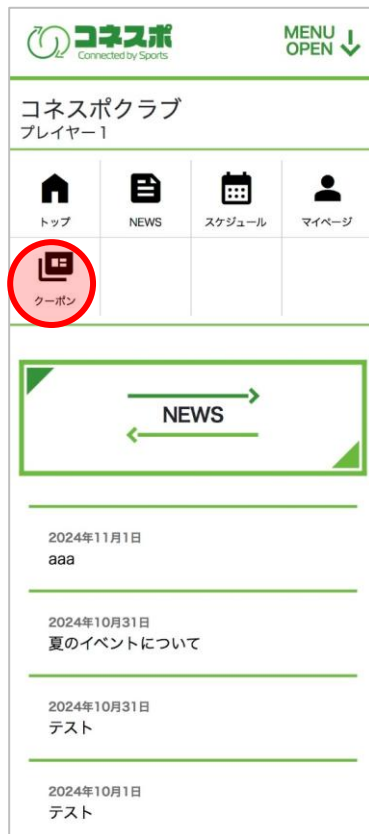 コネスポ
Connected by Sports
MENU
OPEN
コネスポクラブ
プレイヤー1
トップ
NEWS
スケジュール
マイページ
クーポン
NEWS
2024年11月1日
aaa
2024年10月31日
夏のイベントについて
2024年10月31日
テスト
2024年10月1日
テスト